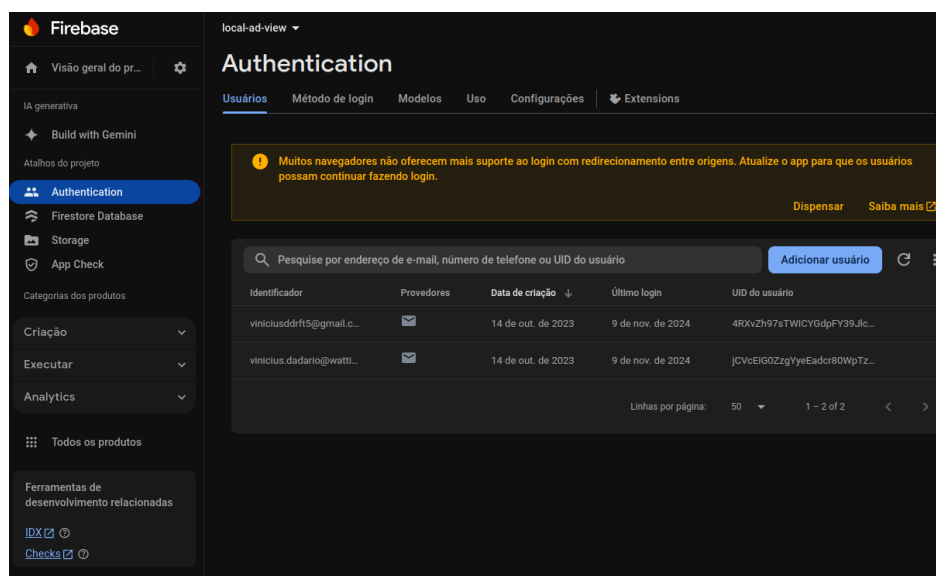 Firebase
Visão geral do pr...
IA generativa
Build with Gemini
Atalhos do projeto
Authentication
Firestore Database
Storage
App Check
Categorias dos produtos
Criação
Executar
Analytics
Todos os produtos
Ferramentas de
desenvolvimento relacionadas
IDX
Checks
local-ad-view
Authentication
Usuários Método de login Modelos Uso Configurações Extensions
Muitos navegadores não oferecem mais suporte ao login com redirecionamento entre origens. Atualize o app para que os usuários
possam continuar fazendo login.
Dispensar Saiba mais
Pesquise por endereço de e-mail, número de telefone ou UID do usuário Adicionar usuário
Identificador Provedores Data de criação Último login UID do usuário
viniciusddrft5@gmail.c... 14 de out. de 2023 9 de nov. de 2024 4RXvZh97sTWICYGdpFY39Jlc...
vinicius.dadario@watti... 14 de out. de 2023 9 de nov. de 2024 jCVcEiG0ZzgYyeEadcr80WpTz...
Linhas por página: 50 1 – 2 of 2